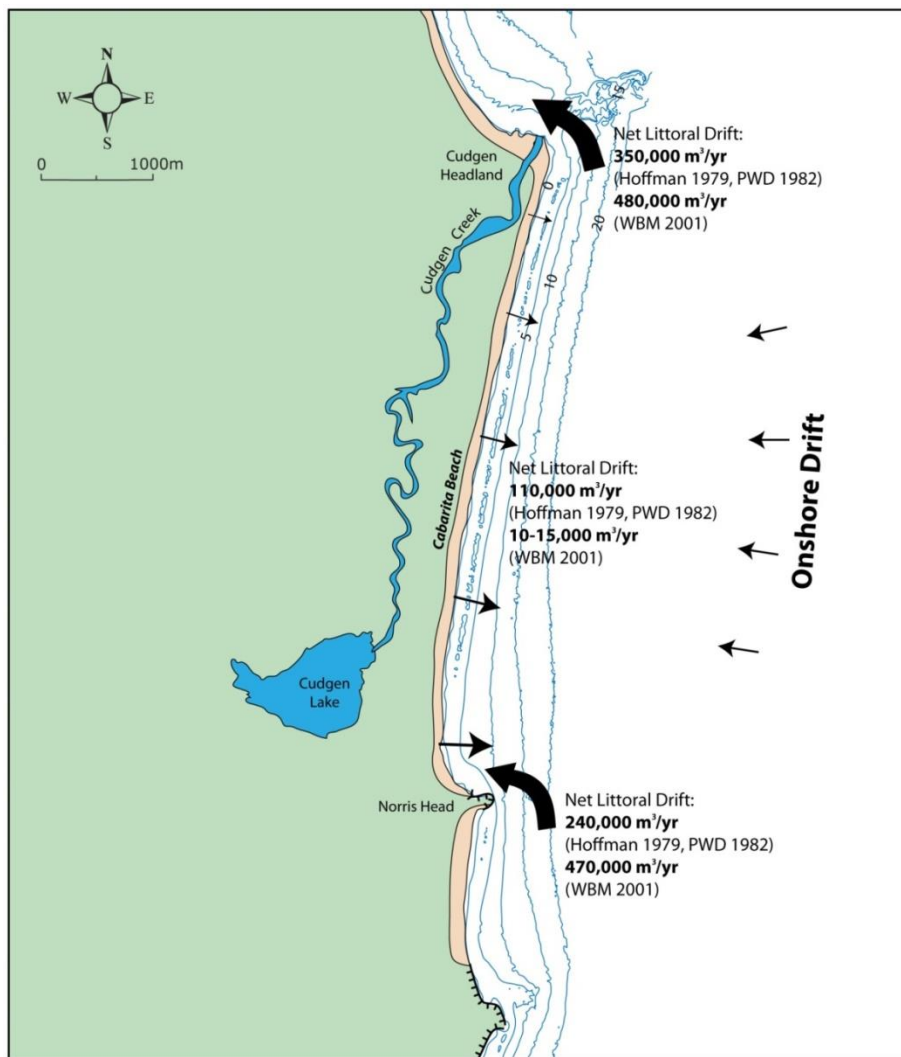 N
W E
S
0 1000m
15
Cudgen
Headland
Net Littoral Drift:
350,000 m³/yr
(Hoffman 1979, PWD 1982)
480,000 m³/yr
(WBM 2001)
0
20
Cudgen Creek
10
5
Onshore Drift
Cabarita Beach
Net Littoral Drift:
110,000 m³/yr
(Hoffman 1979, PWD 1982)
10-15,000 m³/yr
(WBM 2001)
Cudgen
Lake
Norris Head
Net Littoral Drift:
240,000 m³/yr
(Hoffman 1979, PWD 1982)
470,000 m³/yr
(WBM 2001)